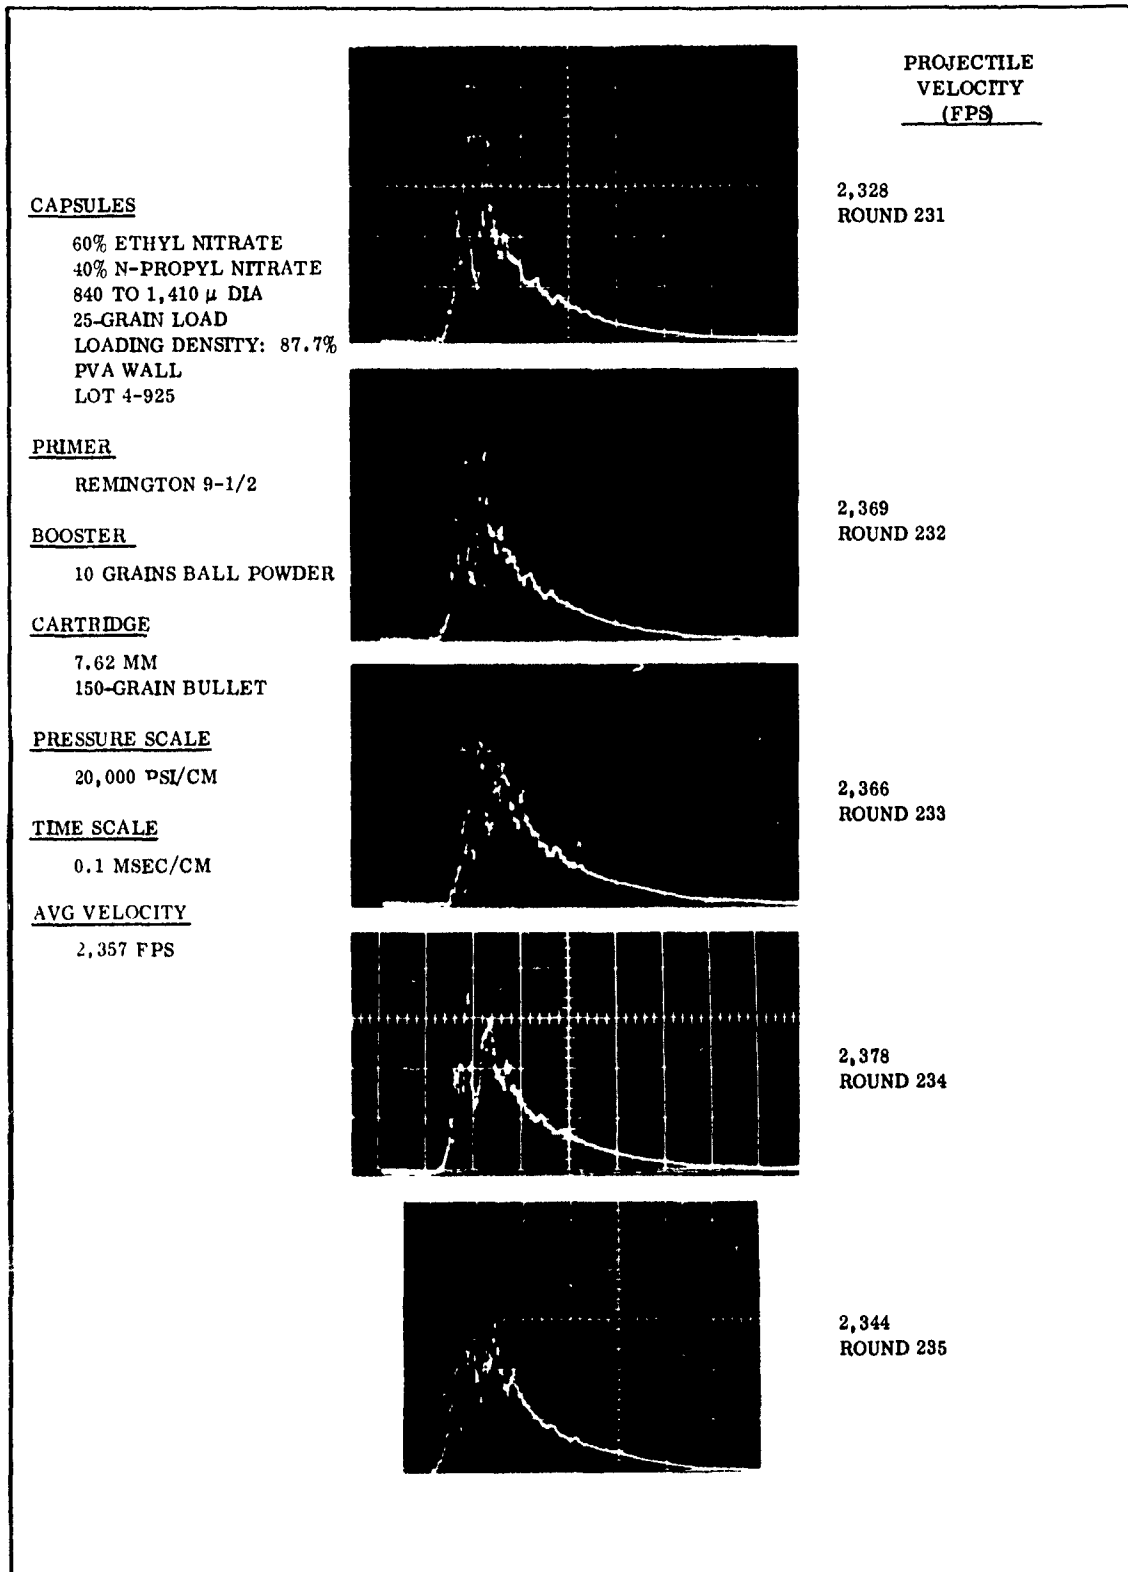 PROJECTILE
VELOCITY
(FPS)
CAPSULES
60% ETHYL NITRATE
40% N-PROPYL NITRATE
840 TO 1,410 μ DIA
25-GRAIN LOAD
LOADING DENSITY: 87.7%
PVA WALL
LOT 4-925
PRIMER
REMINGTON 9-1/2
BOOSTER
10 GRAINS BALL POWDER
CARTRIDGE
7.62 MM
150-GRAIN BULLET
PRESSURE SCALE
20,000 PSI/CM
TIME SCALE
0.1 MSEC/CM
AVG VELOCITY
2,357 FPS
2,328
ROUND 231
2,369
ROUND 232
2,366
ROUND 233
2,378
ROUND 234
2,344
ROUND 235